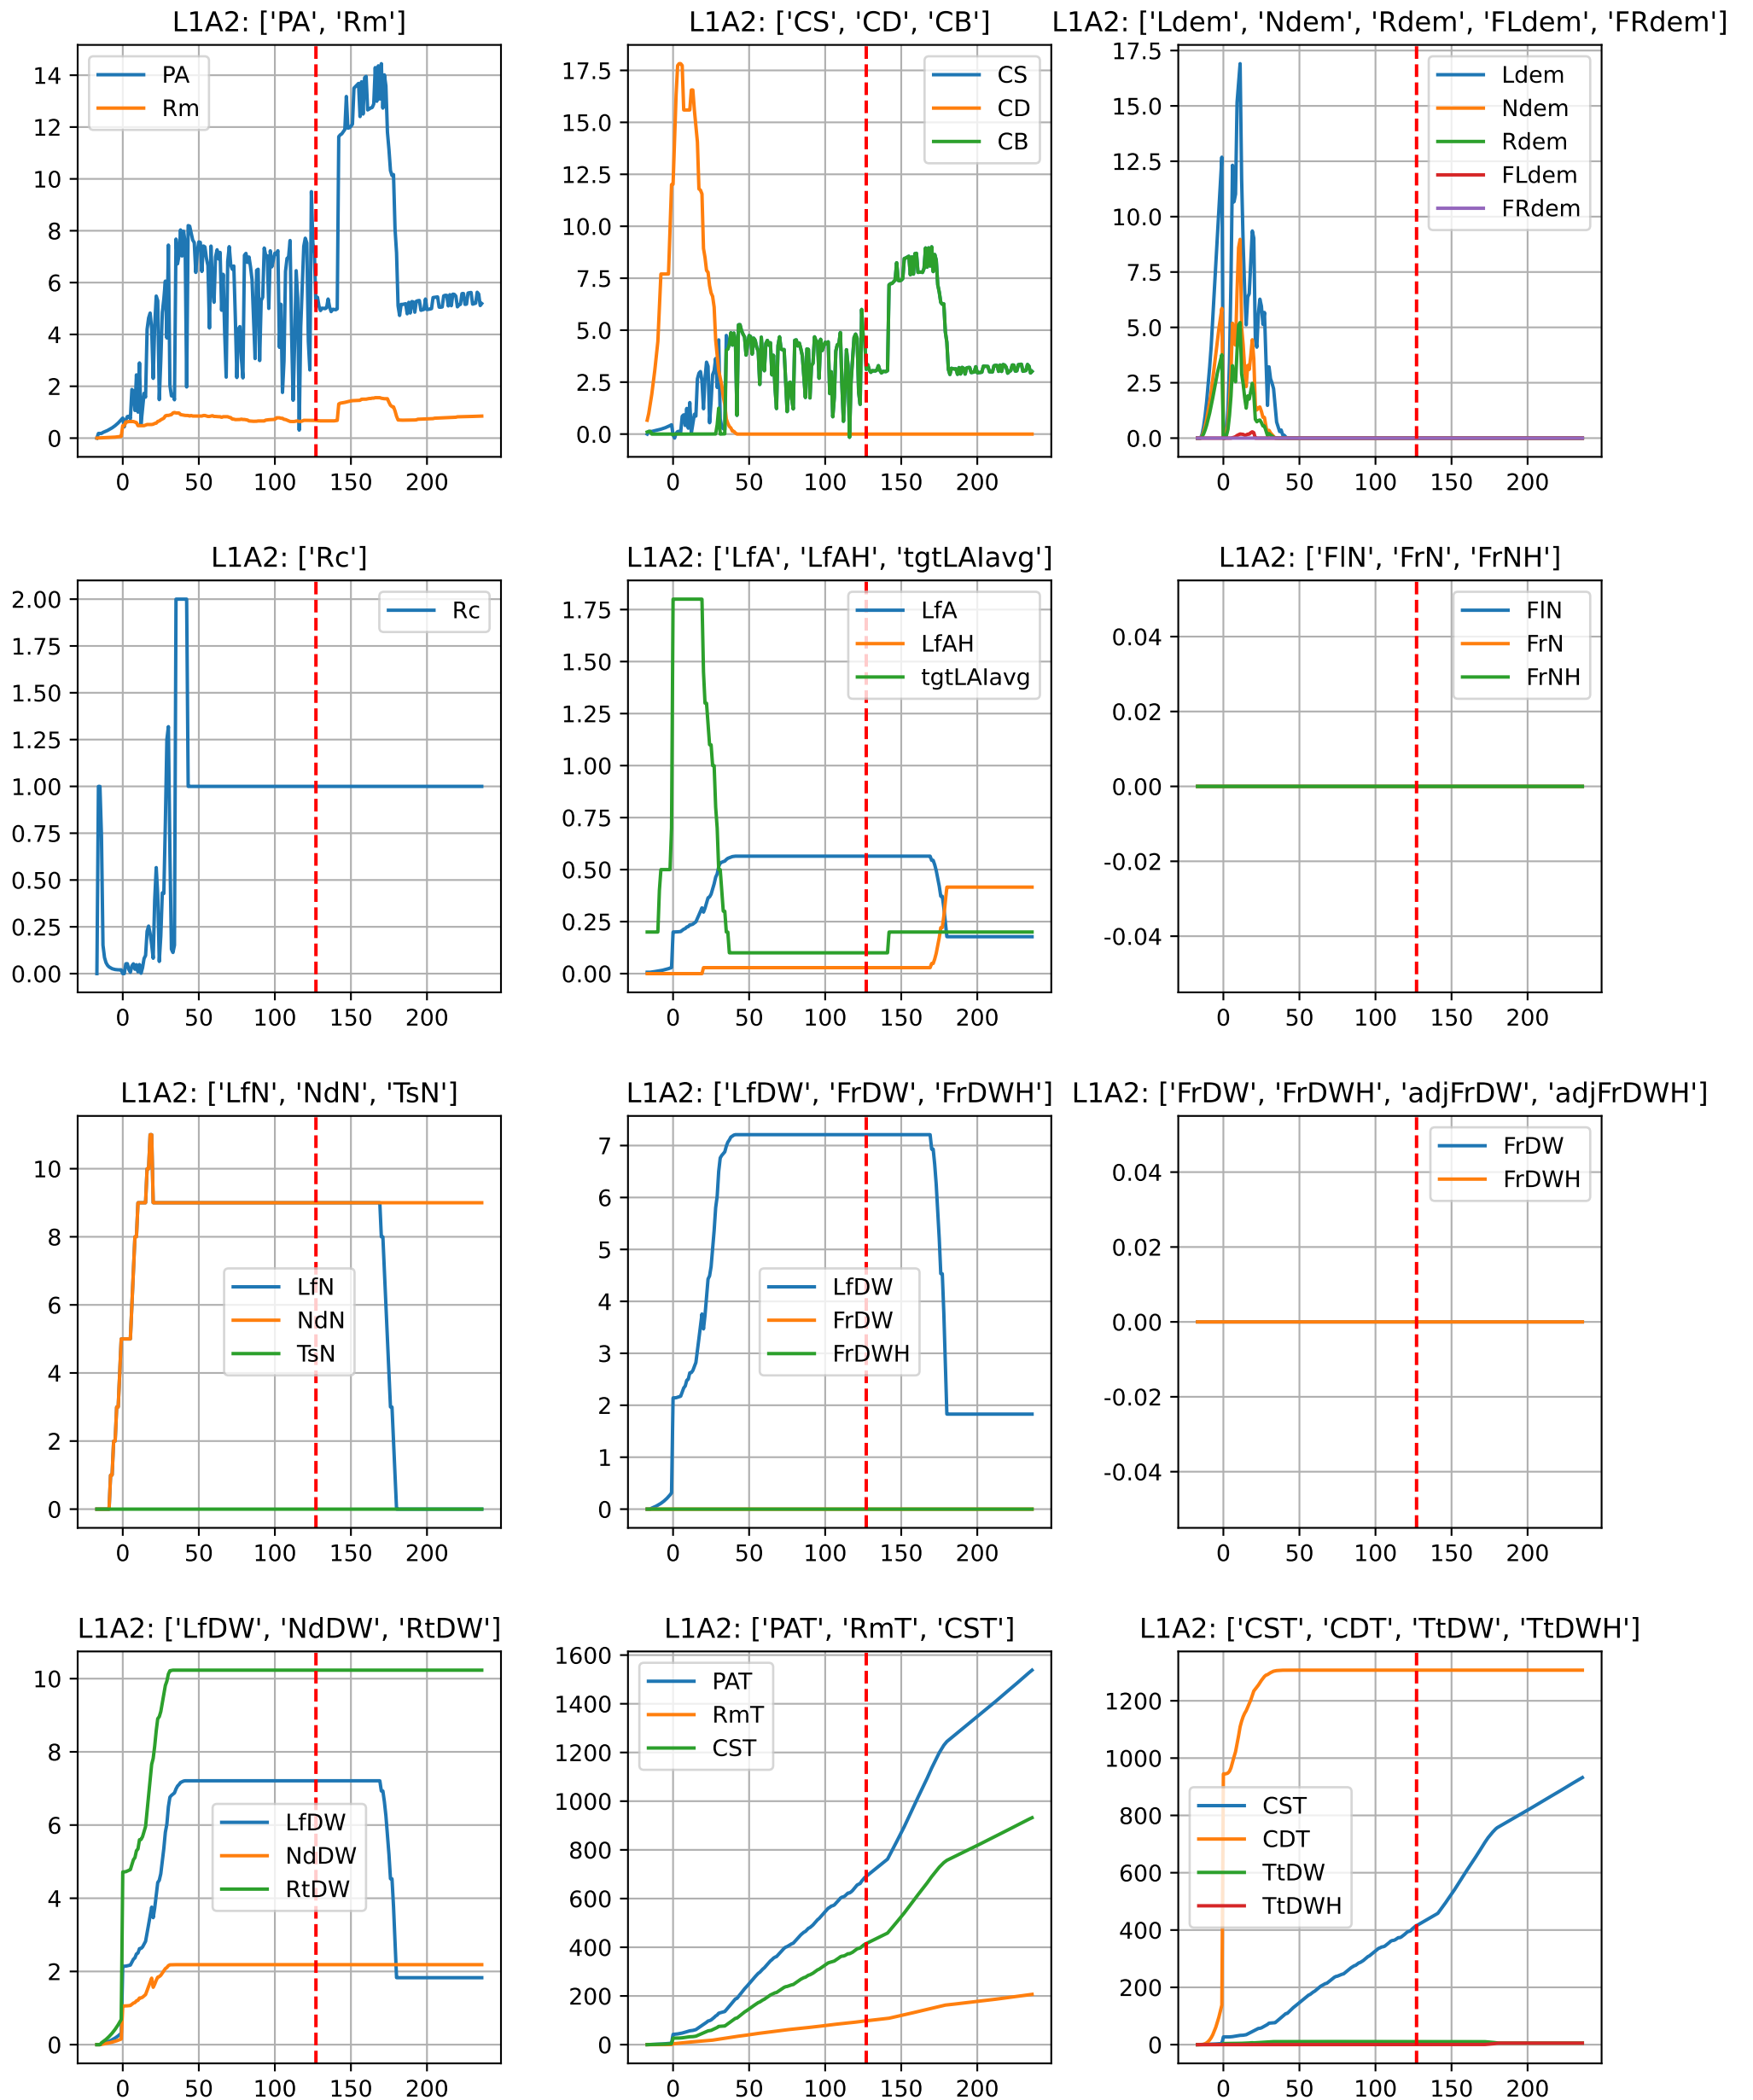 L1A2: ['PA', 'Rm']
PA
Rm
14
12
10
8
6
4
2
0
0 50 100 150 200
L1A2: ['CS', 'CD', 'CB']
CS
CD
CB
17.5
15.0
12.5
10.0
7.5
5.0
2.5
0.0
0 50 100 150 200
L1A2: ['Ldem', 'Ndem', 'Rdem', 'FLdem', 'FRdem']
Ldem
Ndem
Rdem
FLdem
FRdem
17.5
15.0
12.5
10.0
7.5
5.0
2.5
0.0
0 50 100 150 200
L1A2: ['Rc']
Rc
2.00
1.75
1.50
1.25
1.00
0.75
0.50
0.25
0.00
0 50 100 150 200
L1A2: ['LfA', 'LfAH', 'tgtLAIavg']
LfA
LfAH
tgtLAIavg
1.75
1.50
1.25
1.00
0.75
0.50
0.25
0.00
0 50 100 150 200
L1A2: ['FlN', 'FrN', 'FrNH']
FlN
FrN
FrNH
0.04
0.02
0.00
-0.02
-0.04
0 50 100 150 200
L1A2: ['LfN', 'NdN', 'TsN']
LfN
NdN
TsN
10
8
6
4
2
0
0 50 100 150 200
L1A2: ['LfDW', 'FrDW', 'FrDWH']
LfDW
FrDW
FrDWH
7
6
5
4
3
2
1
0
0 50 100 150 200
L1A2: ['FrDW', 'FrDWH', 'adjFrDW', 'adjFrDWH']
FrDW
FrDWH
0.04
0.02
0.00
-0.02
-0.04
0 50 100 150 200
L1A2: ['LfDW', 'NdDW', 'RtDW']
LfDW
NdDW
RtDW
10
8
6
4
2
0
0 50 100 150 200
L1A2: ['PAT', 'RmT', 'CST']
PAT
RmT
CST
1600
1400
1200
1000
800
600
400
200
0
0 50 100 150 200
L1A2: ['CST', 'CDT', 'TtDW', 'TtDWH']
CST
CDT
TtDW
TtDWH
1200
1000
800
600
400
200
0
0 50 100 150 200